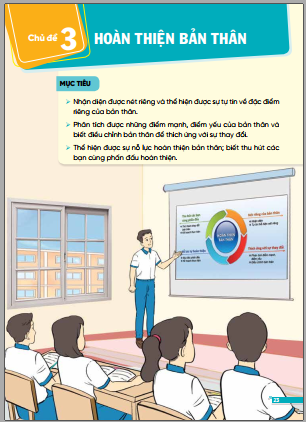 Chủ đề 3
HOÀN THIỆN BẢN THÂN
MỤC TIÊU
➢ Nhận diện được nét riêng và thể hiện được sự tự tin về đặc điểm
riêng của bản thân.
➢ Phân tích được những điểm mạnh, điểm yếu của bản thân và
biết điều chỉnh bản thân để thích ứng với sự thay đổi.
➢ Thể hiện được sự nỗ lực hoàn thiện bản thân; biết thu hút các
bạn cùng phấn đấu hoàn thiện.
HOÀN THIỆN
BẢN THÂN
23